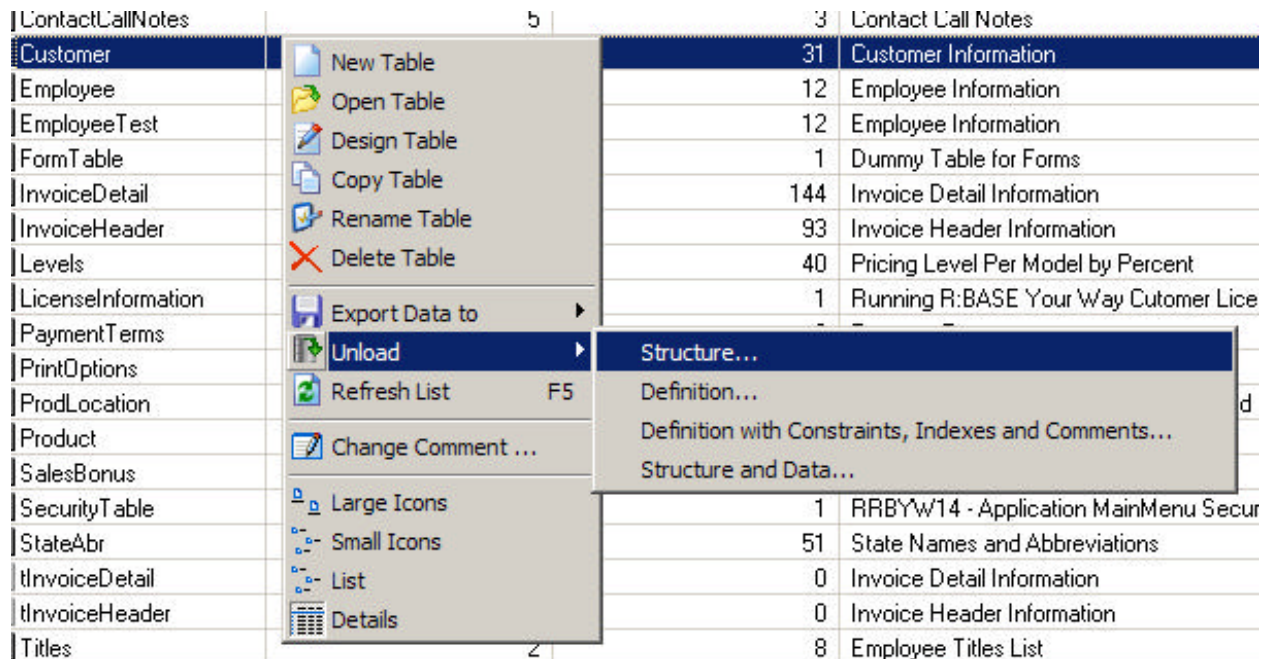 ContactCallNotes 5 3 Contact Call Notes
Customer 31 Customer Information
New Table
Employee 12 Employee Information
Open Table
EmployeeTest 12 Employee Information
Design Table
FormTable 1 Dummy Table for Forms
Copy Table
InvoiceDetail 144 Invoice Detail Information
Rename Table
InvoiceHeader 93 Invoice Header Information
Delete Table
Levels 40 Pricing Level Per Model by Percent
LicenseInformation 1 Running R:BASE Your Way Cutomer Lice
Export Data to
PaymentTerms
Unload Structure...
PrintOptions
Refresh List F5 Definition...
ProdLocation d
Definition with Constraints, Indexes and Comments...
Product
Change Comment ...
SalesBonus Structure and Data...
Large Icons
SecurityTable 1 RRBYW14 - Application MainMenu Secur
StateAbr 51 State Names and Abbreviations
Small Icons
tInvoiceDetail 0 Invoice Detail Information
List
tInvoiceHeader 0 Invoice Header Information
Details
Titles 2 8 Employee Titles List